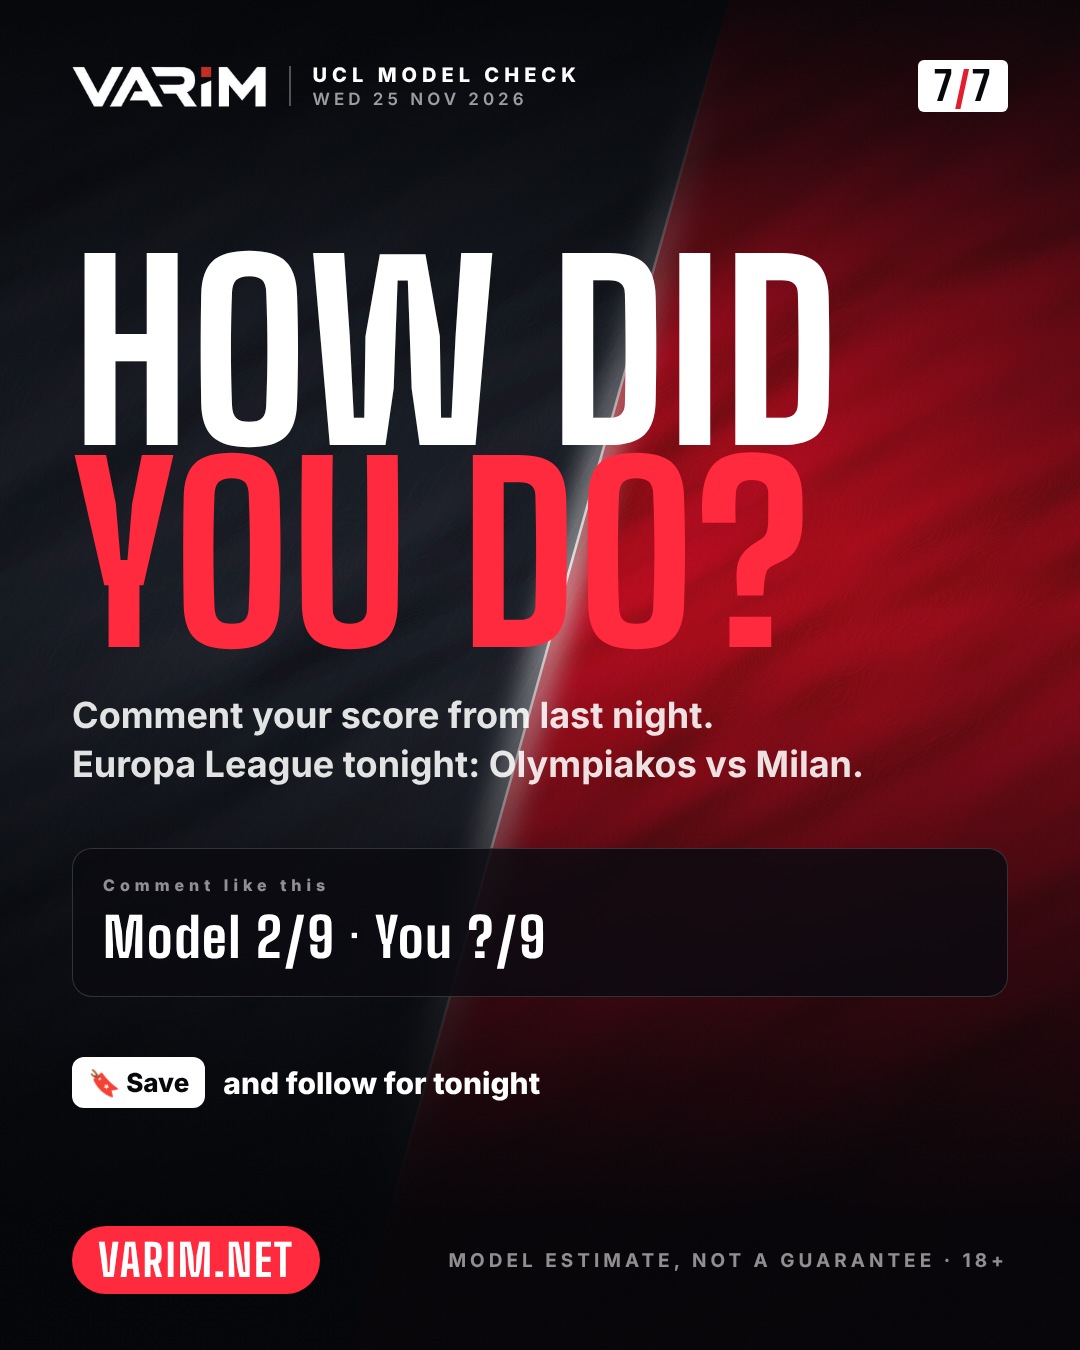 VARiM
UCL MODEL CHECK
WED 25 NOV 2026
7/7
HOW DID
YOU DO?
Comment your score from last night.
Europa League tonight: Olympiakos vs Milan.
Comment like this
Model 2/9 · You ?/9
🔖 Save and follow for tonight
VARIM.NET
MODEL ESTIMATE, NOT A GUARANTEE · 18+